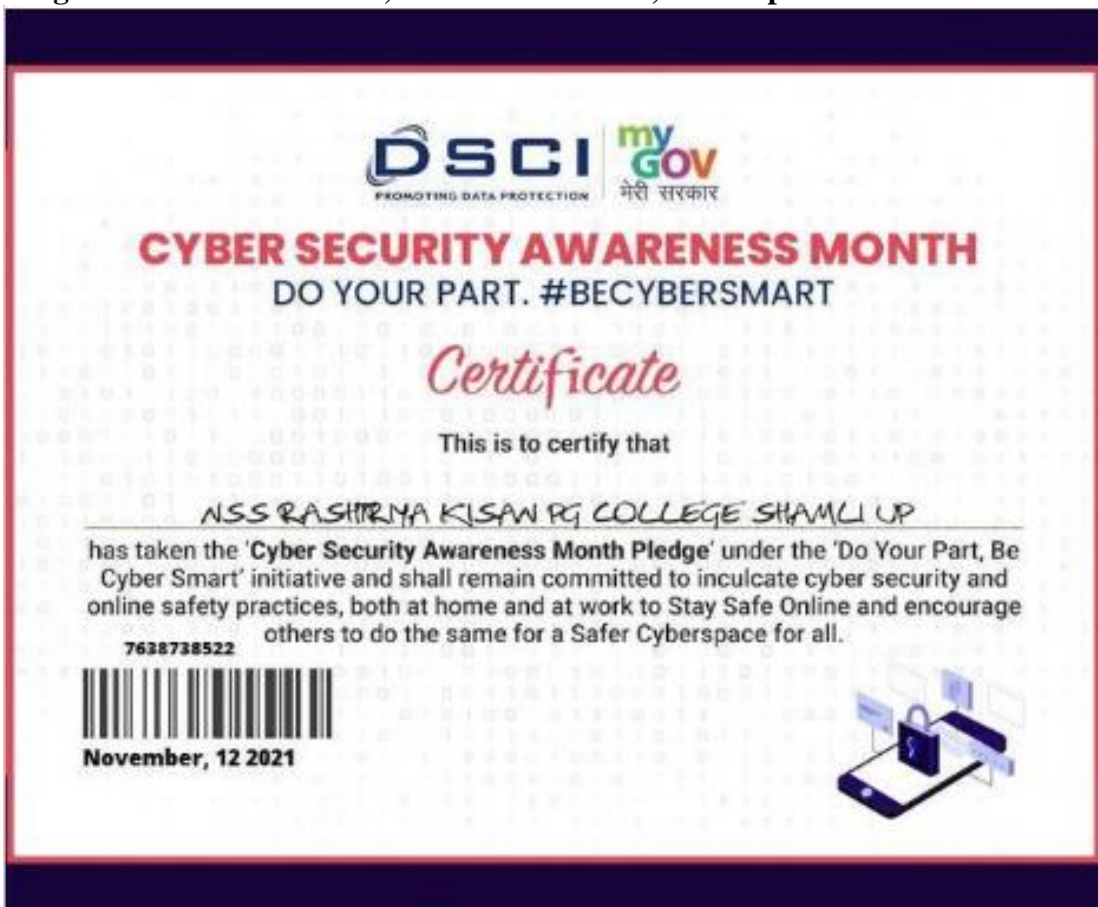 DSCI
PROMOTING DATA PROTECTION
my
GOV
मेरी सरकार
CYBER SECURITY AWARENESS MONTH
DO YOUR PART. #BECYBERSMART
Certificate
This is to certify that
NSS RASHTRIYA KISAN PG COLLEGE SHAMLI UP
has taken the 'Cyber Security Awareness Month Pledge' under the 'Do Your Part, Be
Cyber Smart' initiative and shall remain committed to inculcate cyber security and
online safety practices, both at home and at work to Stay Safe Online and encourage
others to do the same for a Safer Cyberspace for all.
7638738522
November, 12 2021